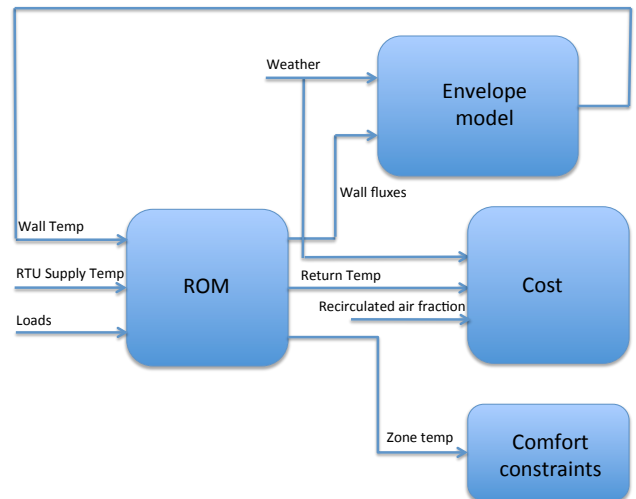 Weather
Envelope
model
Wall fluxes
Wall Temp
RTU Supply Temp
ROM
Return Temp
Cost
Recirculated air fraction
Loads
Zone temp
Comfort
constraints